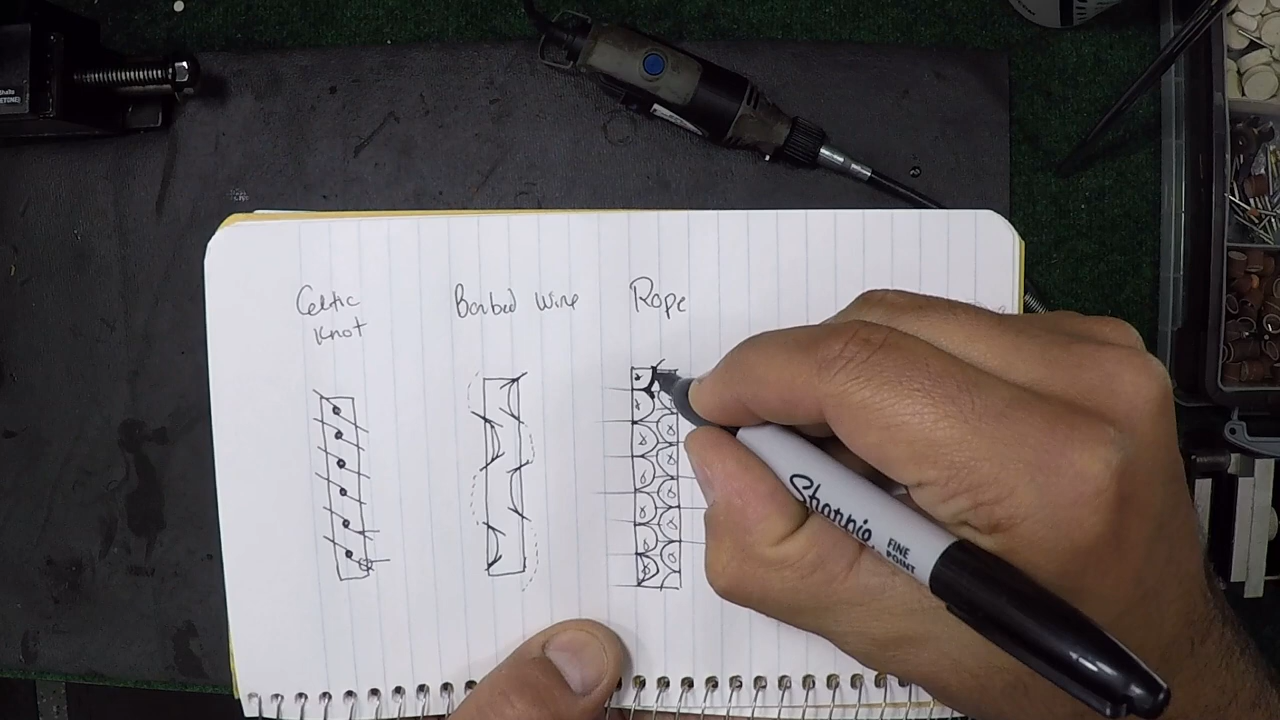 Celtic
Knot
Barbed Wire
Rope
Sharpie
FINE
POINT